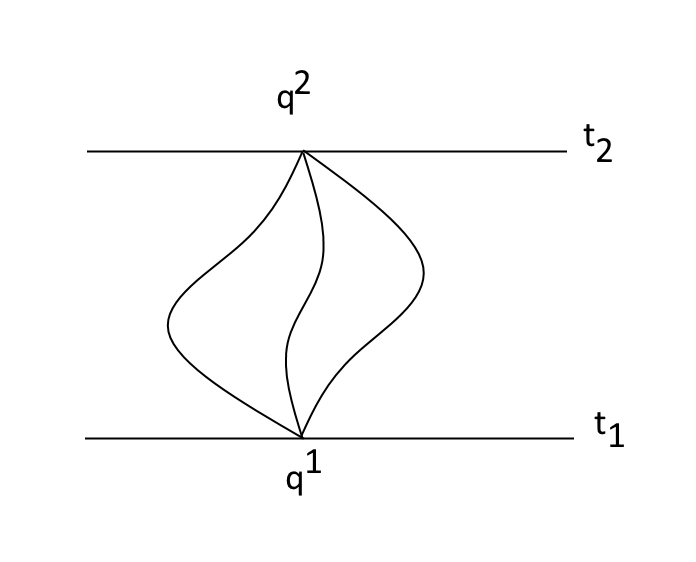 q²
t₂
t₁
q¹